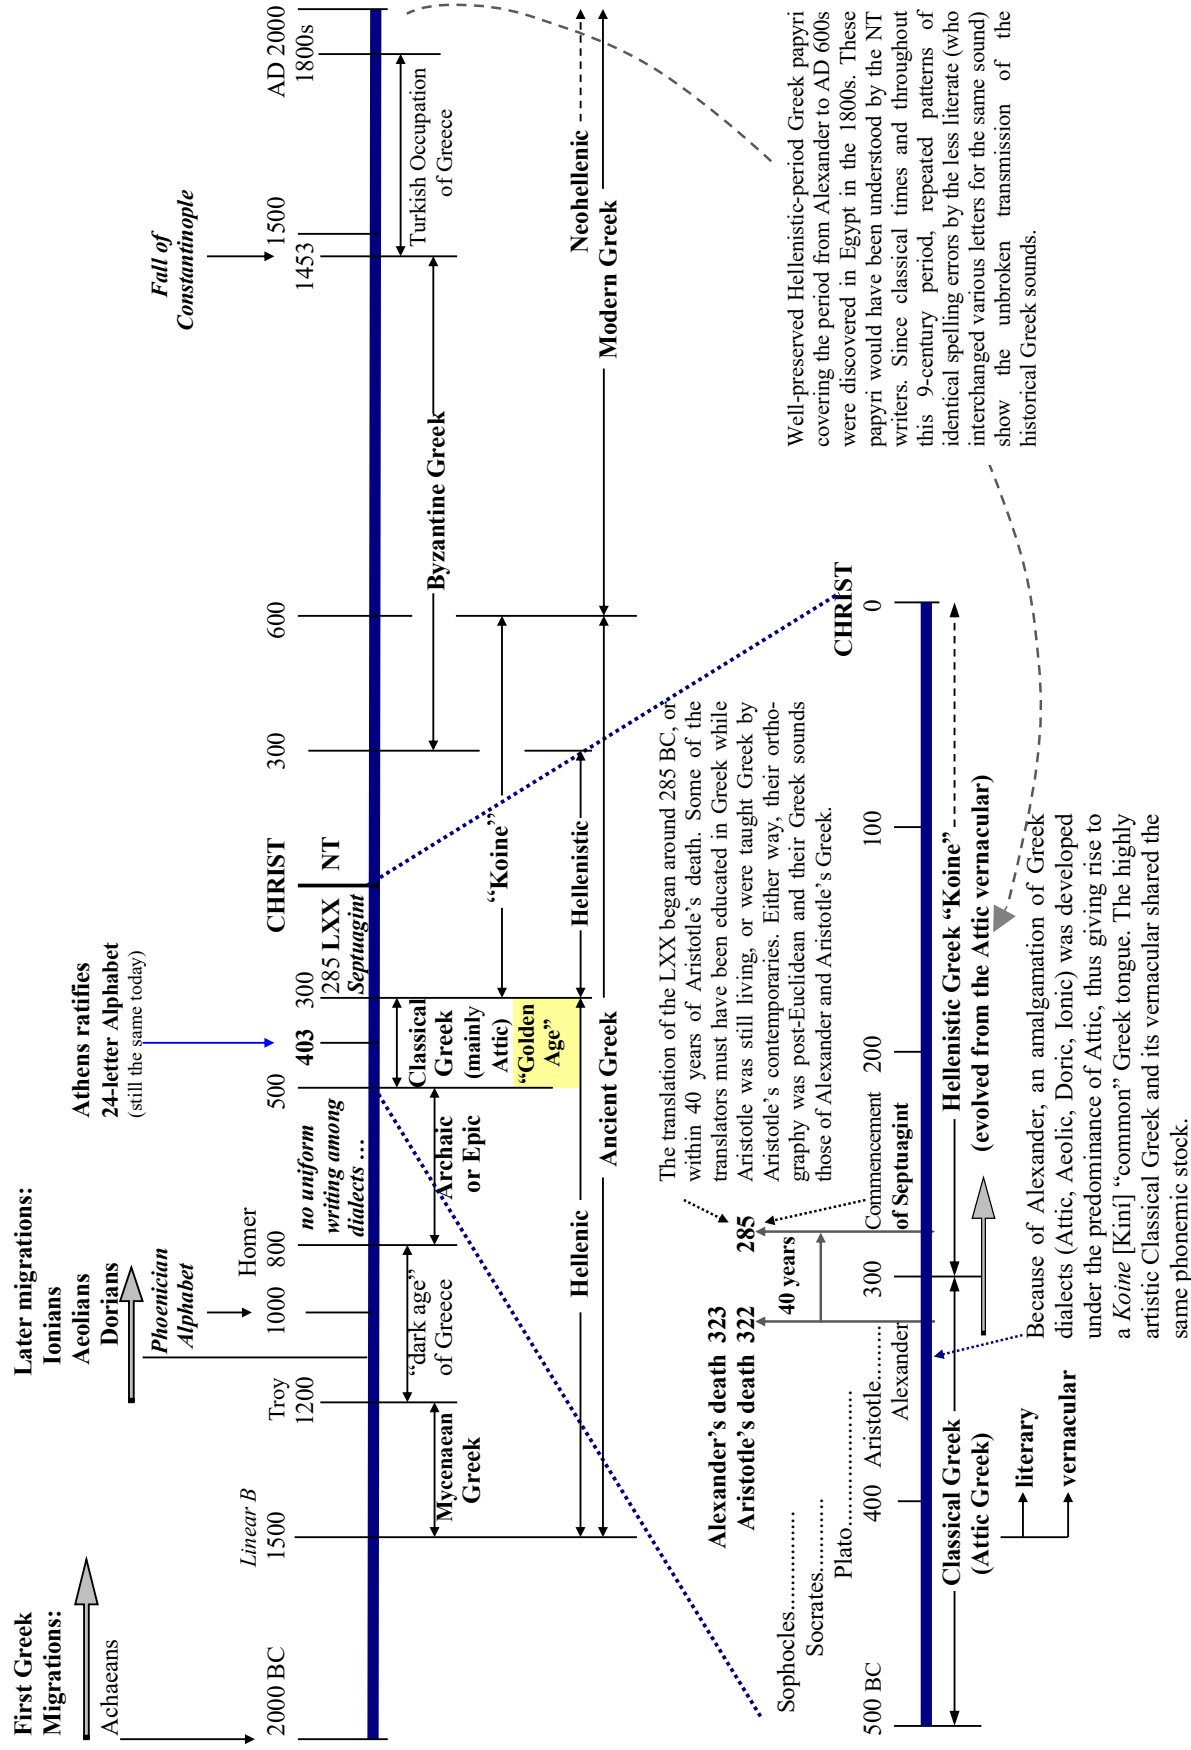 First Greek
Migrations:
Achaeans
Later migrations:
Ionians
Aeolians
Dorians
Phoenician
Alphabet
Athens ratifies
24-letter Alphabet
(still the same today)
Fall of
Constantinople
2000 BC
Linear B
1500
Troy
1200
1000
Homer
800
no uniform
writing among
dialects …
500
403
300
285 LXX
Septuagint
CHRIST
NT
300
600
1453
1500
1800s
AD 2000
Mycenaean
Greek
“dark age”
of Greece
Archaic
or Epic
Classical
Greek
(mainly
Attic)
“Golden
Age”
“Koine”
Byzantine Greek
Turkish Occupation
of Greece
Hellenic
Hellenistic
Neohellenic
Ancient Greek
Modern Greek
The translation of the LXX began around 285 BC, or
within 40 years of Aristotle’s death. Some of the
translators must have been educated in Greek while
Aristotle was still living, or were taught Greek by
Aristotle’s contemporaries. Either way, their ortho-
graphy was post-Euclidean and their Greek sounds
those of Alexander and Aristotle’s Greek.
Well-preserved Hellenistic-period Greek papyri
covering the period from Alexander to AD 600s
were discovered in Egypt in the 1800s. These
papyri would have been understood by the NT
writers. Since classical times and throughout
this 9-century period, repeated patterns of
identical spelling errors by the less literate (who
interchanged various letters for the same sound)
show the unbroken transmission of the
historical Greek sounds.
Alexander’s death 323
Aristotle’s death 322
285
40 years
Sophocles..............
Socrates...........
Plato.........................
Aristotle.........
Alexander
Commencement
of Septuagint
CHRIST
500 BC
400
300
200
100
0
Classical Greek
(Attic Greek)
literary
vernacular
Hellenistic Greek “Koine”
(evolved from the Attic vernacular)
Because of Alexander, an amalgamation of Greek
dialects (Attic, Aeolic, Doric, Ionic) was developed
under the predominance of Attic, thus giving rise to
a Koine [Kiní] “common” Greek tongue. The highly
artistic Classical Greek and its vernacular shared the
same phonemic stock.